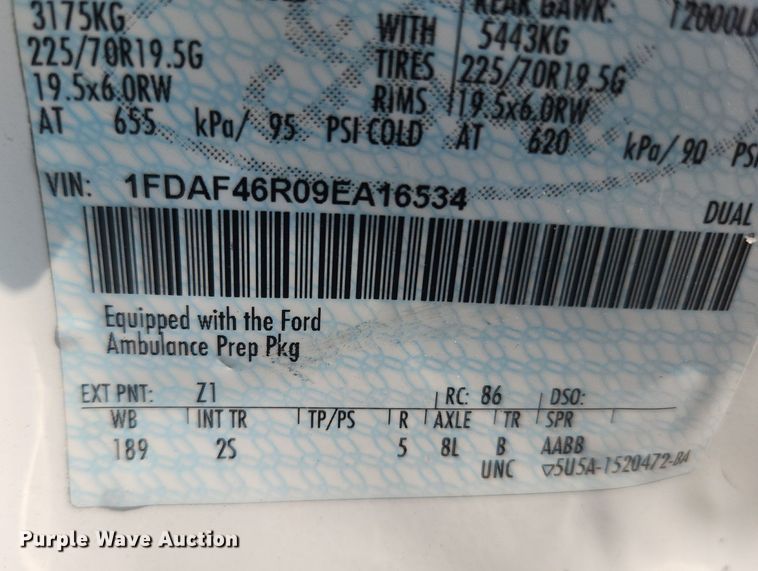 3175KG REAR GAWR: 12000LB
WITH 5443KG
225/70R19.5G TIRES 225/70R19.5G
19.5x6.0RW RIMS 19.5x6.0RW
AT 655 kPa/ 95 PSI COLD AT 620 kPa/ 90 PSI
VIN: 1FDAF46R09EA16534
DUAL
Equipped with the Ford
Ambulance Prep Pkg
EXT PNT: Z1 RC: 86 DSO:
WB INT TR TP/PS R AXLE TR SPR
189 2S 5 8L B AABB
UNC ▽5U5A-1520472-BA
Purple Wave Auction